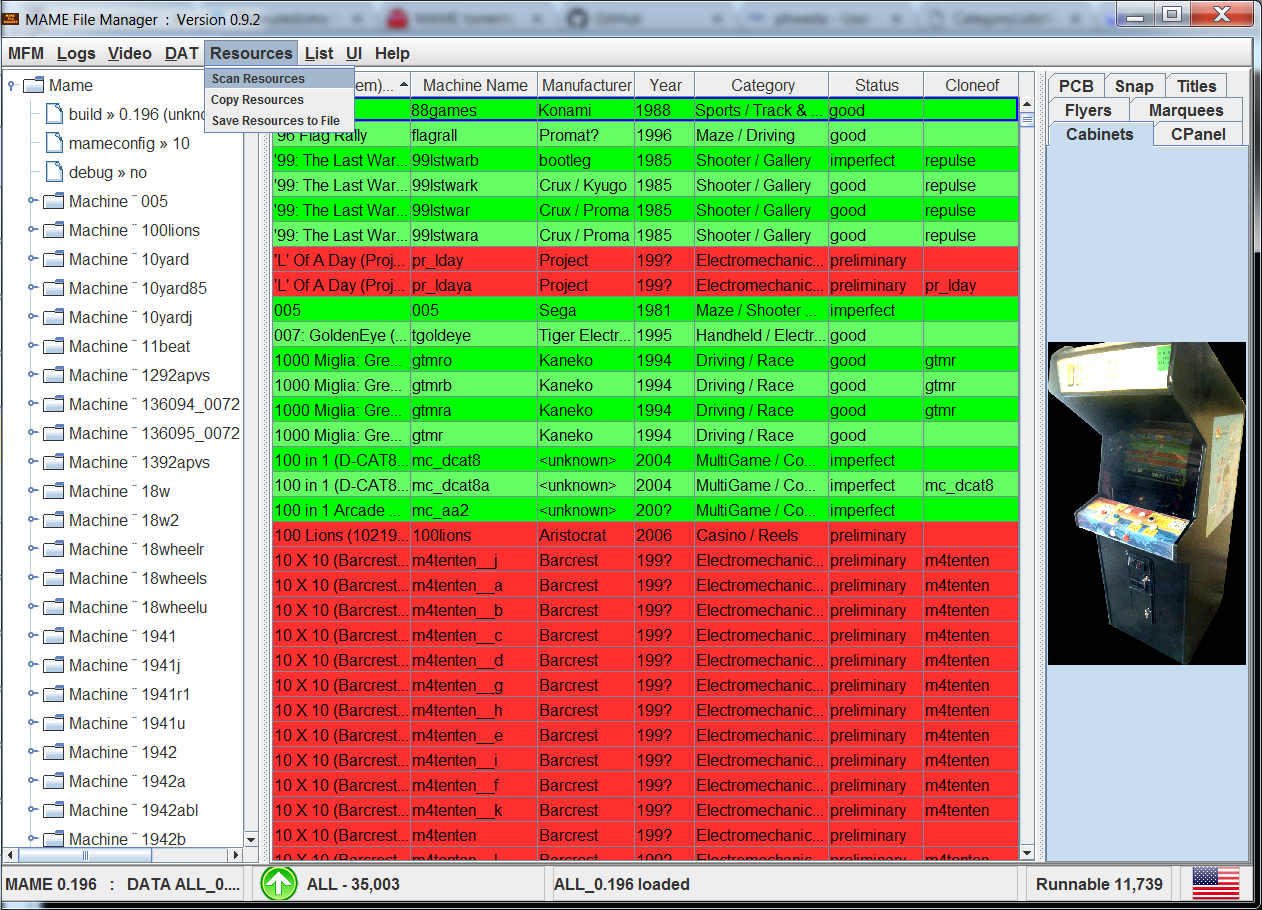 MAME File Manager : Version 0.9.2
MFM Logs Video DAT Resources List UI Help
Scan Resources
Copy Resources
Save Resources to File
Mame
build » 0.196 (unkno
mameconfig » 10
debug » no
Machine ¨ 005
Machine ¨ 100lions
Machine ¨ 10yard
Machine ¨ 10yard85
Machine ¨ 10yardj
Machine ¨ 11beat
Machine ¨ 1292apvs
Machine ¨ 136094_0072
Machine ¨ 136095_0072
Machine ¨ 1392apvs
Machine ¨ 18w
Machine ¨ 18w2
Machine ¨ 18wheelr
Machine ¨ 18wheels
Machine ¨ 18wheelu
Machine ¨ 1941
Machine ¨ 1941j
Machine ¨ 1941r1
Machine ¨ 1941u
Machine ¨ 1942
Machine ¨ 1942a
Machine ¨ 1942abl
Machine ¨ 1942b
em)... Machine Name Manufacturer Year Category Status Cloneof
88games Konami 1988 Sports / Track & ... good
'96 Flag Rally flagrall Promat? 1996 Maze / Driving good
'99: The Last War... 99lstwarb bootleg 1985 Shooter / Gallery imperfect repulse
'99: The Last War... 99lstwark Crux / Kyugo 1985 Shooter / Gallery good repulse
'99: The Last War... 99lstwar Crux / Proma 1985 Shooter / Gallery good repulse
'99: The Last War... 99lstwara Crux / Proma 1985 Shooter / Gallery good repulse
'L' Of A Day (Proj... pr_lday Project 199? Electromechanic... preliminary
'L' Of A Day (Proj... pr_ldaya Project 199? Electromechanic... preliminary pr_lday
005 005 Sega 1981 Maze / Shooter ... imperfect
007: GoldenEye (... tgoldeye Tiger Electr... 1995 Handheld / Electr... good
1000 Miglia: Gre... gtmro Kaneko 1994 Driving / Race good gtmr
1000 Miglia: Gre... gtmrb Kaneko 1994 Driving / Race good gtmr
1000 Miglia: Gre... gtmra Kaneko 1994 Driving / Race good gtmr
1000 Miglia: Gre... gtmr Kaneko 1994 Driving / Race good
100 in 1 (D-CAT8... mc_dcat8 <unknown> 2004 MultiGame / Co... imperfect
100 in 1 (D-CAT8... mc_dcat8a <unknown> 2004 MultiGame / Co... imperfect mc_dcat8
100 in 1 Arcade ... mc_aa2 <unknown> 200? MultiGame / Co... imperfect
100 Lions (10219... 100lions Aristocrat 2006 Casino / Reels preliminary
10 X 10 (Barcrest... m4tenten__j Barcrest 199? Electromechanic... preliminary m4tenten
10 X 10 (Barcrest... m4tenten__a Barcrest 199? Electromechanic... preliminary m4tenten
10 X 10 (Barcrest... m4tenten__b Barcrest 199? Electromechanic... preliminary m4tenten
10 X 10 (Barcrest... m4tenten__c Barcrest 199? Electromechanic... preliminary m4tenten
10 X 10 (Barcrest... m4tenten__d Barcrest 199? Electromechanic... preliminary m4tenten
10 X 10 (Barcrest... m4tenten__g Barcrest 199? Electromechanic... preliminary m4tenten
10 X 10 (Barcrest... m4tenten__h Barcrest 199? Electromechanic... preliminary m4tenten
10 X 10 (Barcrest... m4tenten__e Barcrest 199? Electromechanic... preliminary m4tenten
10 X 10 (Barcrest... m4tenten__i Barcrest 199? Electromechanic... preliminary m4tenten
10 X 10 (Barcrest... m4tenten__f Barcrest 199? Electromechanic... preliminary m4tenten
10 X 10 (Barcrest... m4tenten__k Barcrest 199? Electromechanic... preliminary m4tenten
10 X 10 (Barcrest... m4tenten Barcrest 199? Electromechanic... preliminary
PCB Snap Titles
Flyers Marquees
Cabinets CPanel
MAME 0.196 : DATA ALL_0.... ALL - 35,003 ALL_0.196 loaded Runnable 11,739